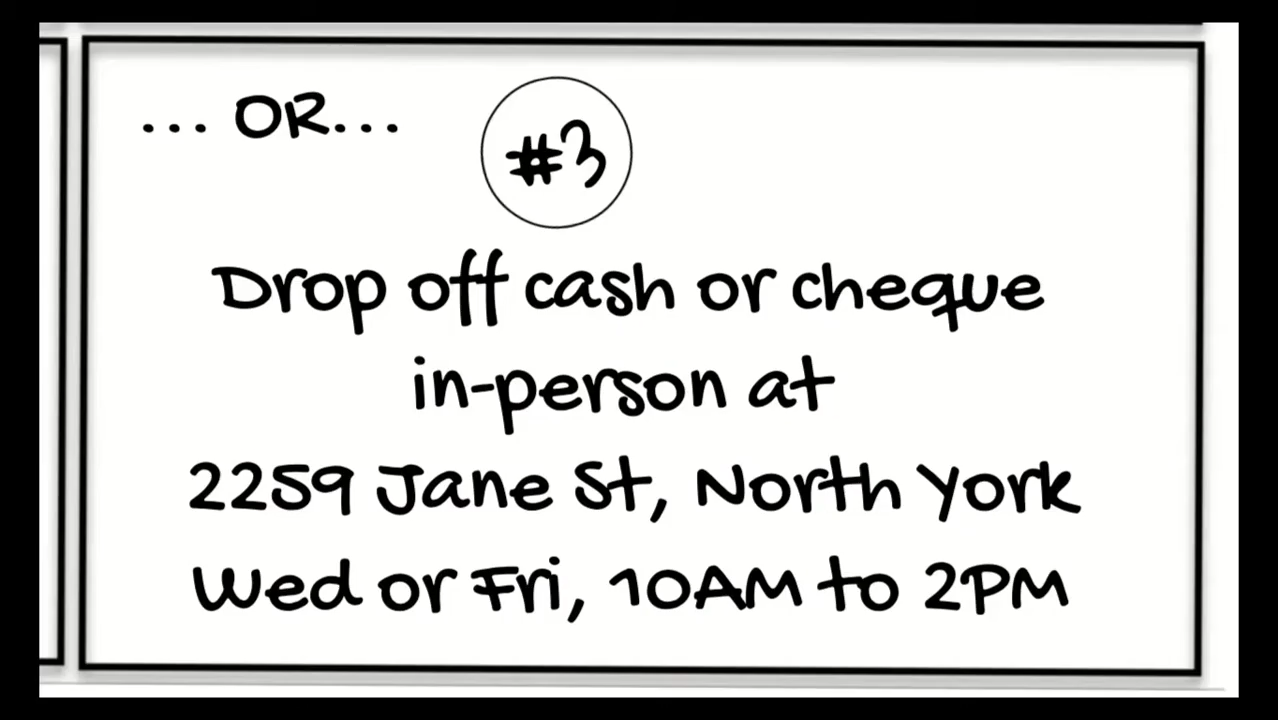 ... OR...
#3
Drop off cash or cheque
in-person at
2259 Jane St, North York
Wed or Fri, 10AM to 2PM